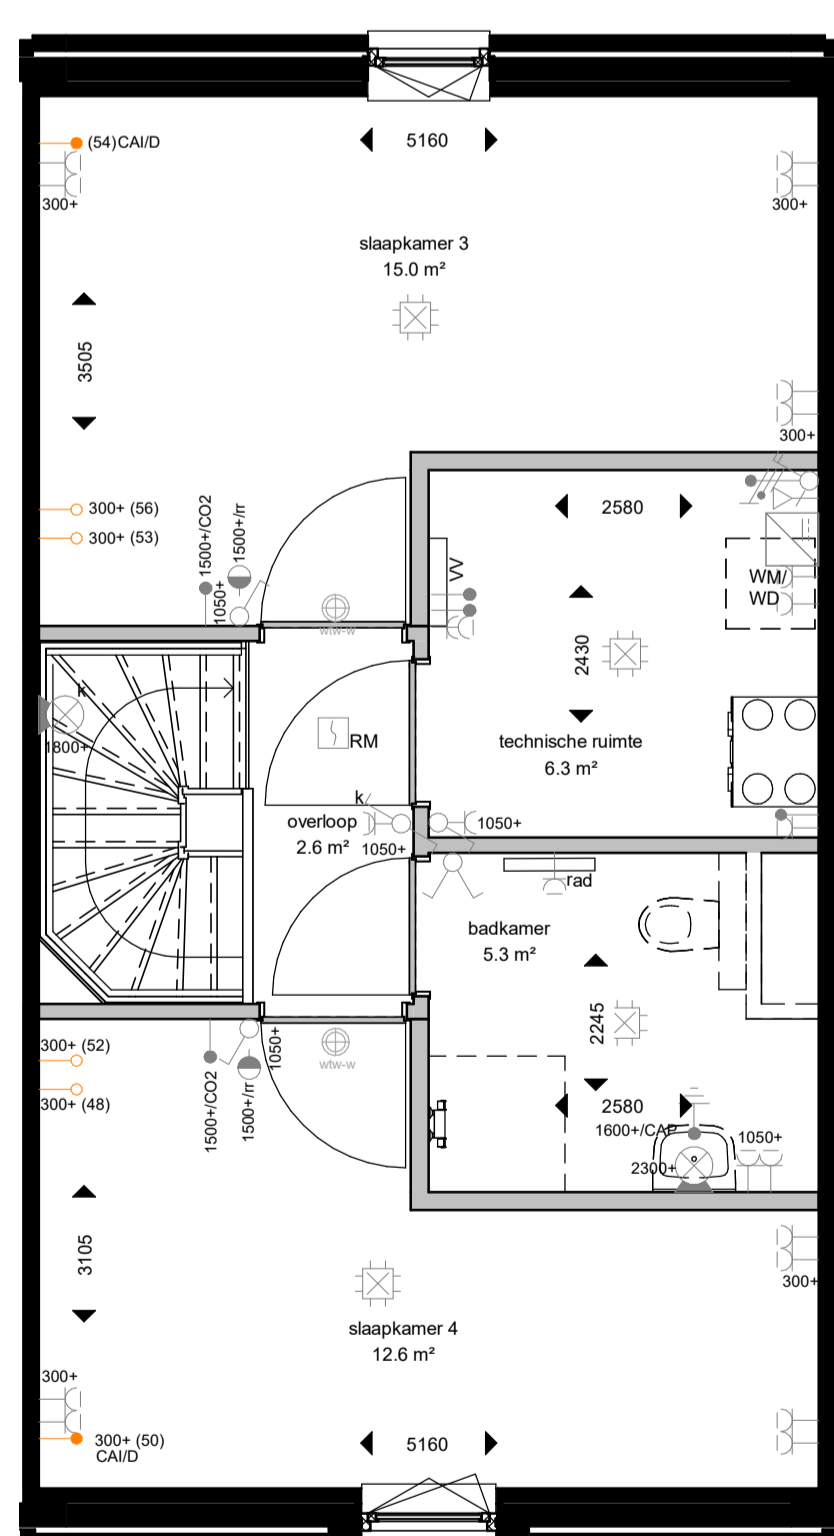 (54)CAI/D
5160
300+
300+
slaapkamer 3
15.0 m²
3505
300+
300+ (56)
300+ (53)
1500+/CO2
1050+
1500+/rr
wtw-w
2580
VV
WM/
WD
2430
k
1800+
RM
technische ruimte
6.3 m²
k
overloop
2.6 m²
1050+
1050+
rad
badkamer
5.3 m²
2245
300+ (52)
300+ (48)
1500+/CO2
1500+/rr
1050+
wtw-w
2580
1600+/CAP
2300+
1050+
3105
300+
slaapkamer 4
12.6 m²
300+
300+ (50)
CAI/D
5160